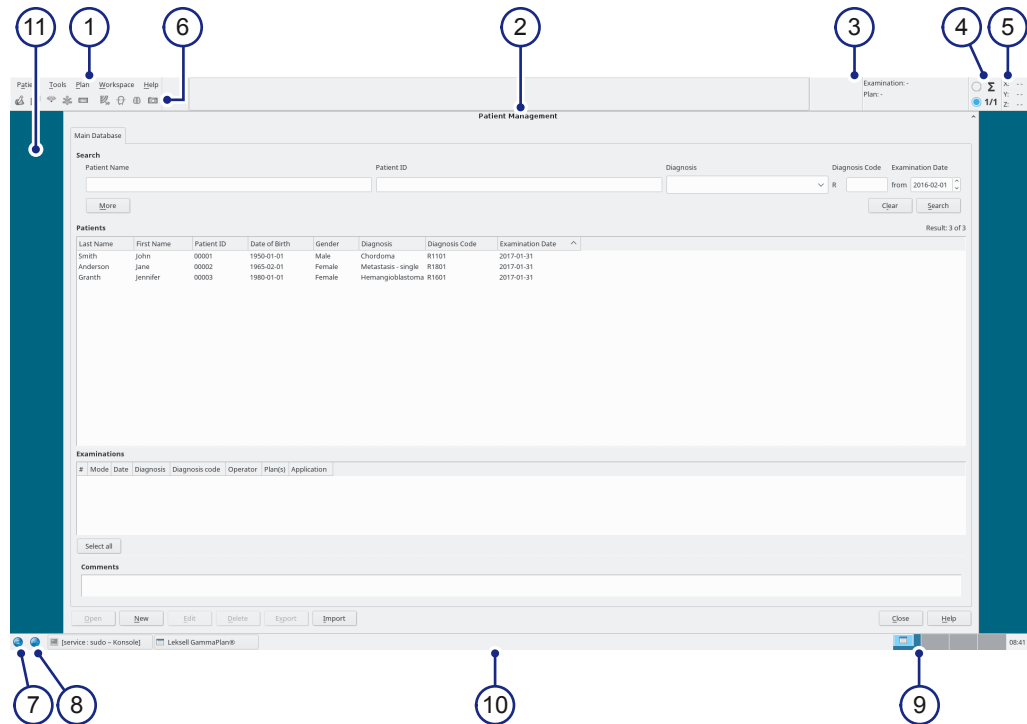 11 1 6 2 3 4 5
Patie Tools Plan Workspace Help
Examination: -
Plan: -
Σ
1/1
X: --
Y: --
Z: --
Patient Management
Main Database
Search
Patient Name Patient ID Diagnosis Diagnosis Code Examination Date
R from 2016-02-01
More Clear Search
Patients Result: 3 of 3
Last Name First Name Patient ID Date of Birth Gender Diagnosis Diagnosis Code Examination Date
Smith John 00001 1950-01-01 Male Chordoma R1101 2017-01-31
Anderson Jane 00002 1965-02-01 Female Metastasis - single R1801 2017-01-31
Granth Jennifer 00003 1980-01-01 Female Hemangioblastoma R1601 2017-01-31
Examinations
# Mode Date Diagnosis Diagnosis code Operator Plan(s) Application
Select all
Comments
Open New Edit Delete Export Import Close Help
[service : sudo – Konsole] Leksell GammaPlan® 08:41
7 8 10 9